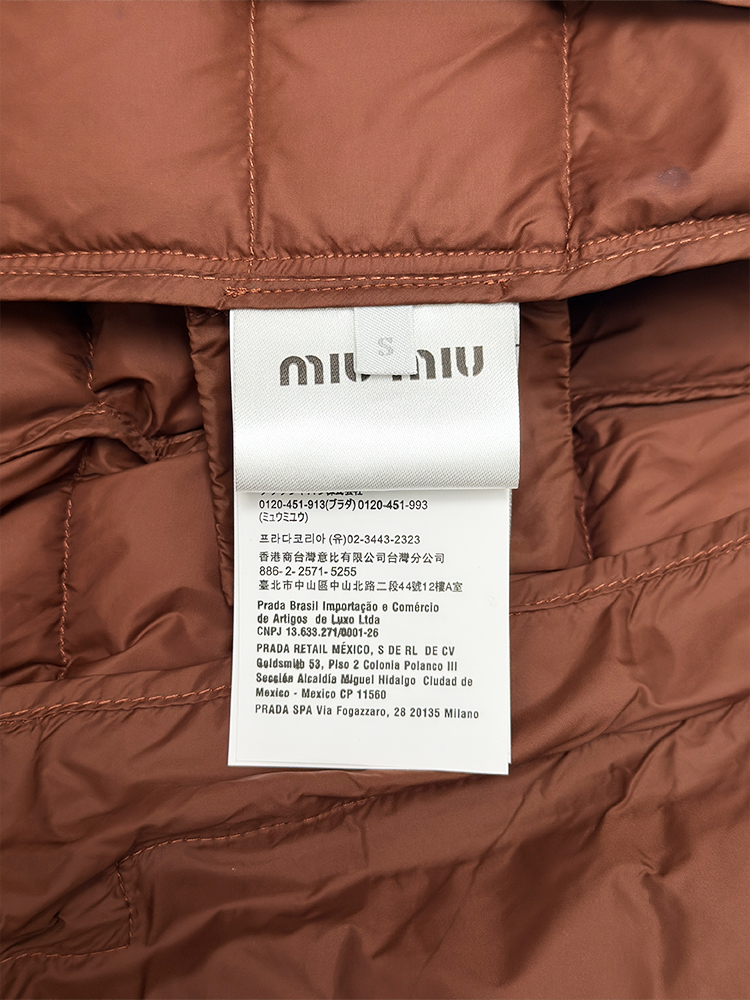 S
miu miu
0120-451-913(プラダ) 0120-451-993
(ミュウミュウ)
프라다코리아 (유)02-3443-2323
香港商台灣意比有限公司台灣分公司
886-2-2571-5255
臺北市中山區中山北路二段44號12樓A室
Prada Brasil Importação e Comércio
de Artigos de Luxo Ltda
CNPJ 13.633.271/0001-26
PRADA RETAIL MÉXICO, S DE RL DE CV
Goldsmith 53, Piso 2 Colonia Polanco III
Sección Alcaldía Miguel Hidalgo Ciudad de
Mexico - Mexico CP 11560
PRADA SPA Via Fogazzaro, 28 20135 Milano